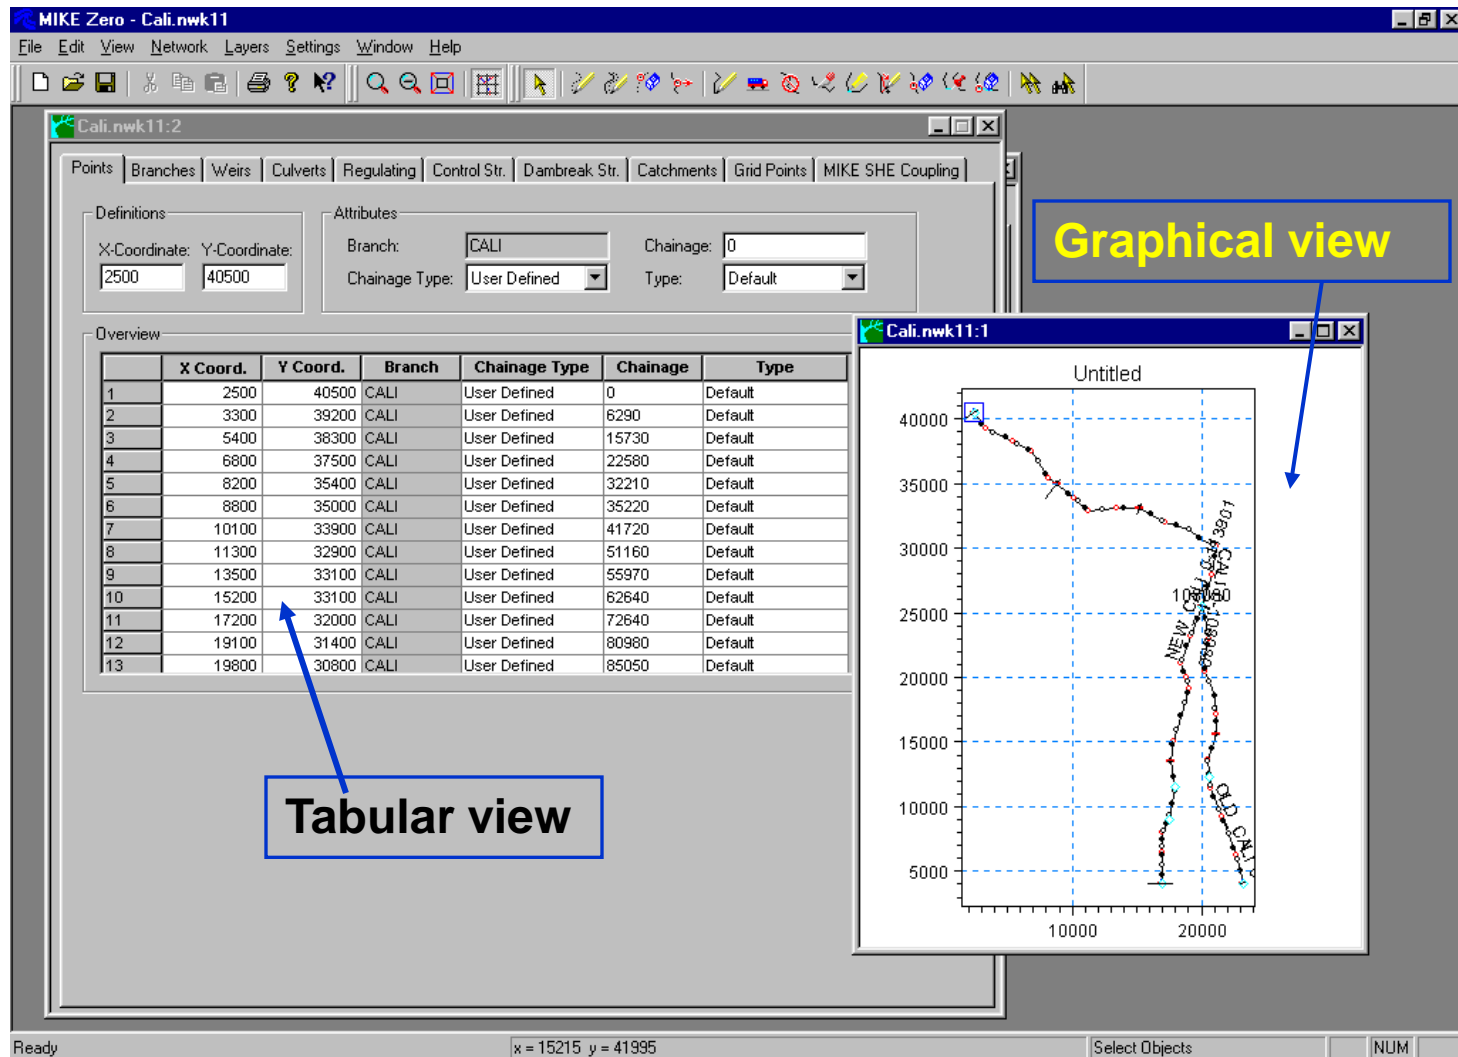 MIKE Zero - Cali.nwk11
File Edit View Network Layers Settings Window Help
Cali.nwk11:2
Points Branches Weirs Culverts Regulating Control Str. Dambreak Str. Catchments Grid Points MIKE SHE Coupling
Definitions
X-Coordinate: Y-Coordinate:
2500 40500
Attributes
Branch: CALI Chainage: 0
Chainage Type: User Defined Type: Default
Graphical view
Overview
X Coord. Y Coord. Branch Chainage Type Chainage Type
1 2500 40500 CALI User Defined 0 Default
2 3300 39200 CALI User Defined 6290 Default
3 5400 38300 CALI User Defined 15730 Default
4 6800 37500 CALI User Defined 22580 Default
5 8200 35400 CALI User Defined 32210 Default
6 8800 35000 CALI User Defined 35220 Default
7 10100 33900 CALI User Defined 41720 Default
8 11300 32900 CALI User Defined 51160 Default
9 13500 33100 CALI User Defined 55970 Default
10 15200 33100 CALI User Defined 62640 Default
11 17200 32000 CALI User Defined 72640 Default
12 19100 31400 CALI User Defined 80980 Default
13 19800 30800 CALI User Defined 85050 Default
Tabular view
Cali.nwk11:1
Untitled
40000
35000
30000
25000
20000
15000
10000
5000
10000 20000
NEW
OLD CALI
Ready x = 15215 y = 41995 Select Objects NUM